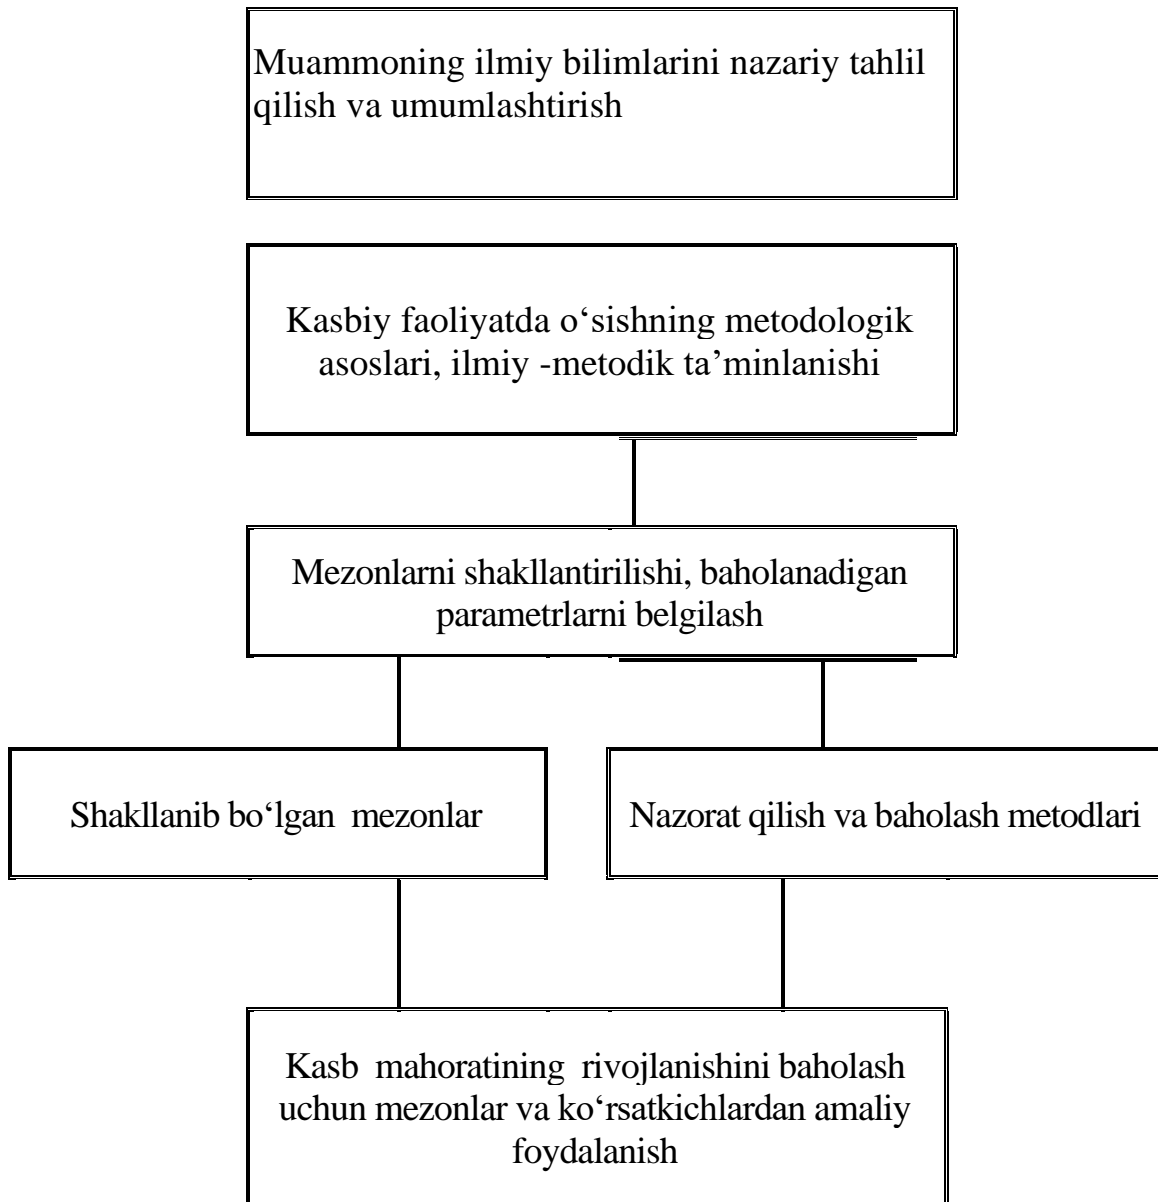 Muammoning ilmiy bilimlarini nazariy tahlil
qilish va umumlashtirish
Kasbiy faoliyatda o‘sishning metodologik
asoslari, ilmiy -metodik ta’minlanishi
Mezonlarni shakllantirilishi, baholanadigan
parametrlarni belgilash
Shakllanib bo‘lgan mezonlar
Nazorat qilish va baholash metodlari
Kasb mahoratining rivojlanishini baholash
uchun mezonlar va ko‘rsatkichlardan amaliy
foydalanish